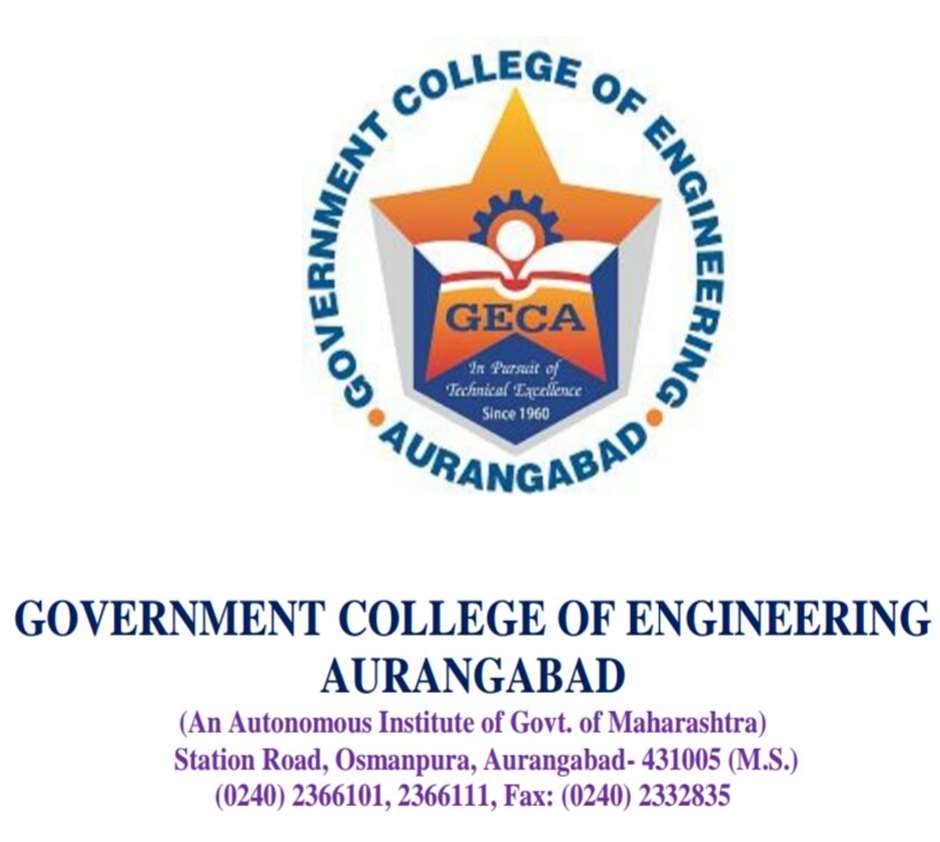 GOVERNMENT COLLEGE OF ENGINEERING
GECA
In Pursuit of
Technical Excellence
Since 1960
AURANGABAD
GOVERNMENT COLLEGE OF ENGINEERING
AURANGABAD
(An Autonomous Institute of Govt. of Maharashtra)
Station Road, Osmanpura, Aurangabad- 431005 (M.S.)
(0240) 2366101, 2366111, Fax: (0240) 2332835